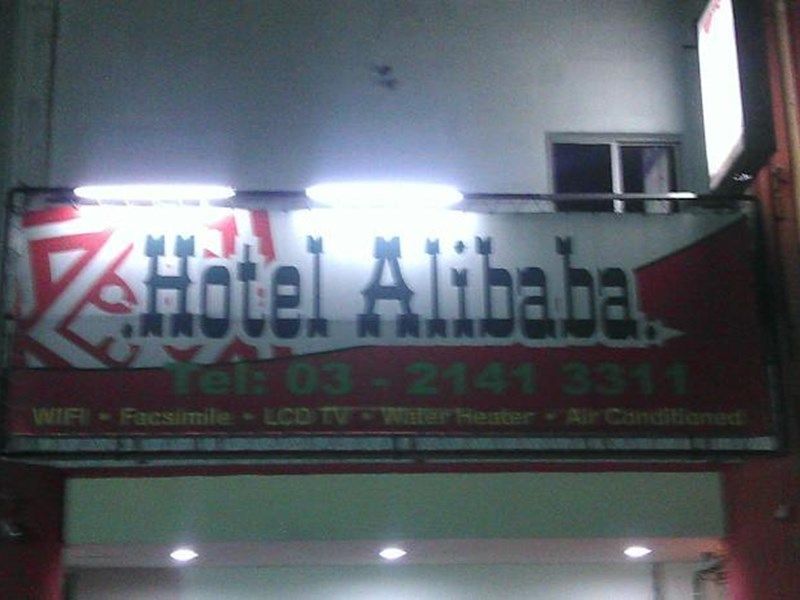 .Hotel Alibaba.
Tel: 03 - 2141 3311
WIFI • Facsimile • LCD TV • Water Heater • Air Conditioned